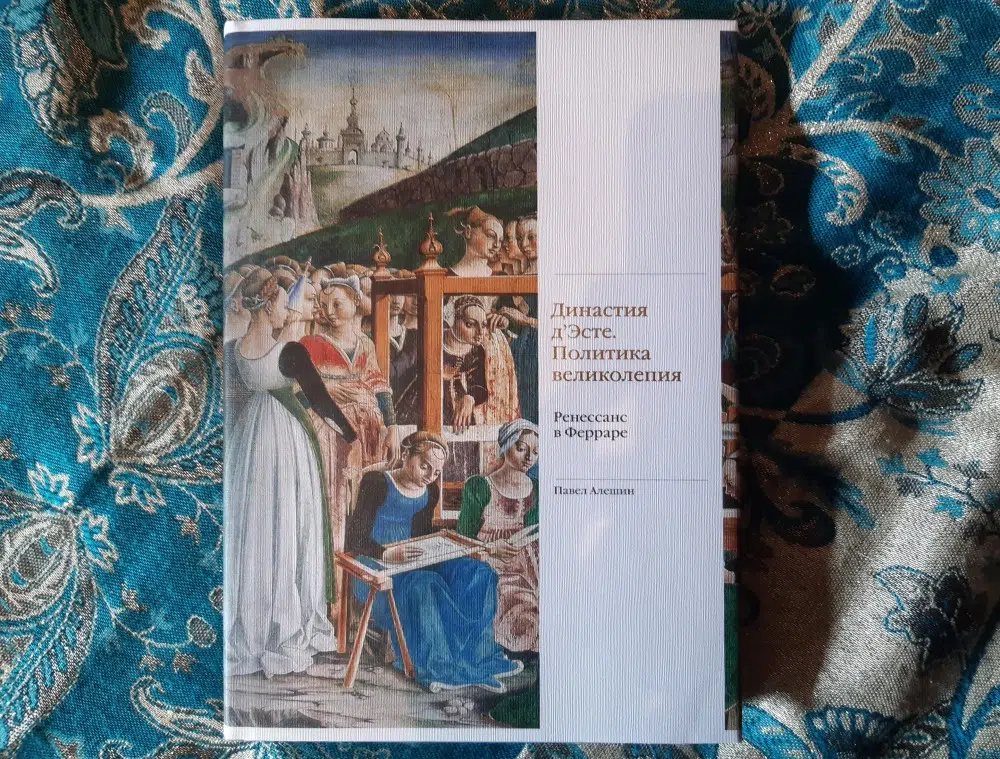 Династия
д’Эсте.
Политика
великолепия
Ренессанс
в Ферраре
Павел Алешин